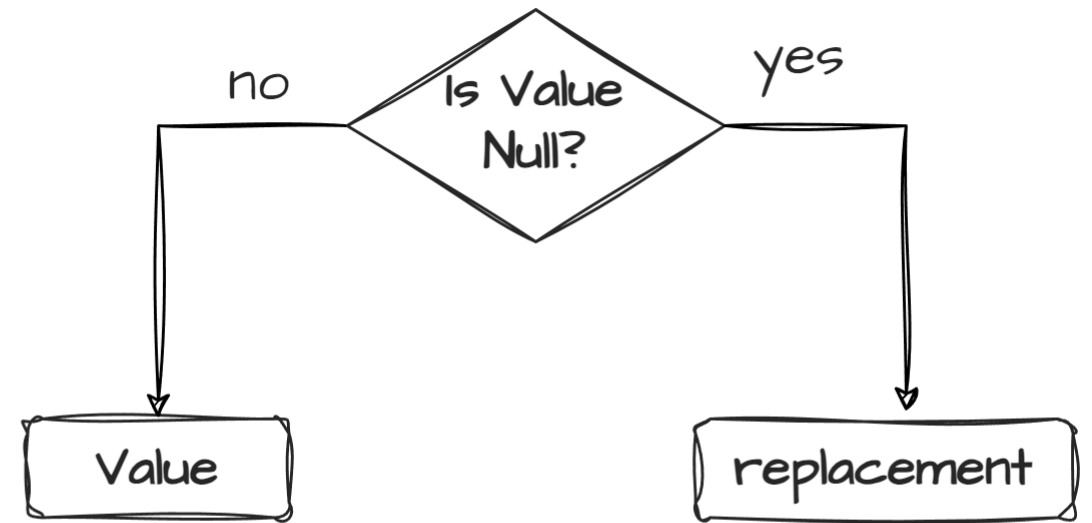 no
yes
Is Value
Null?
Value
replacement